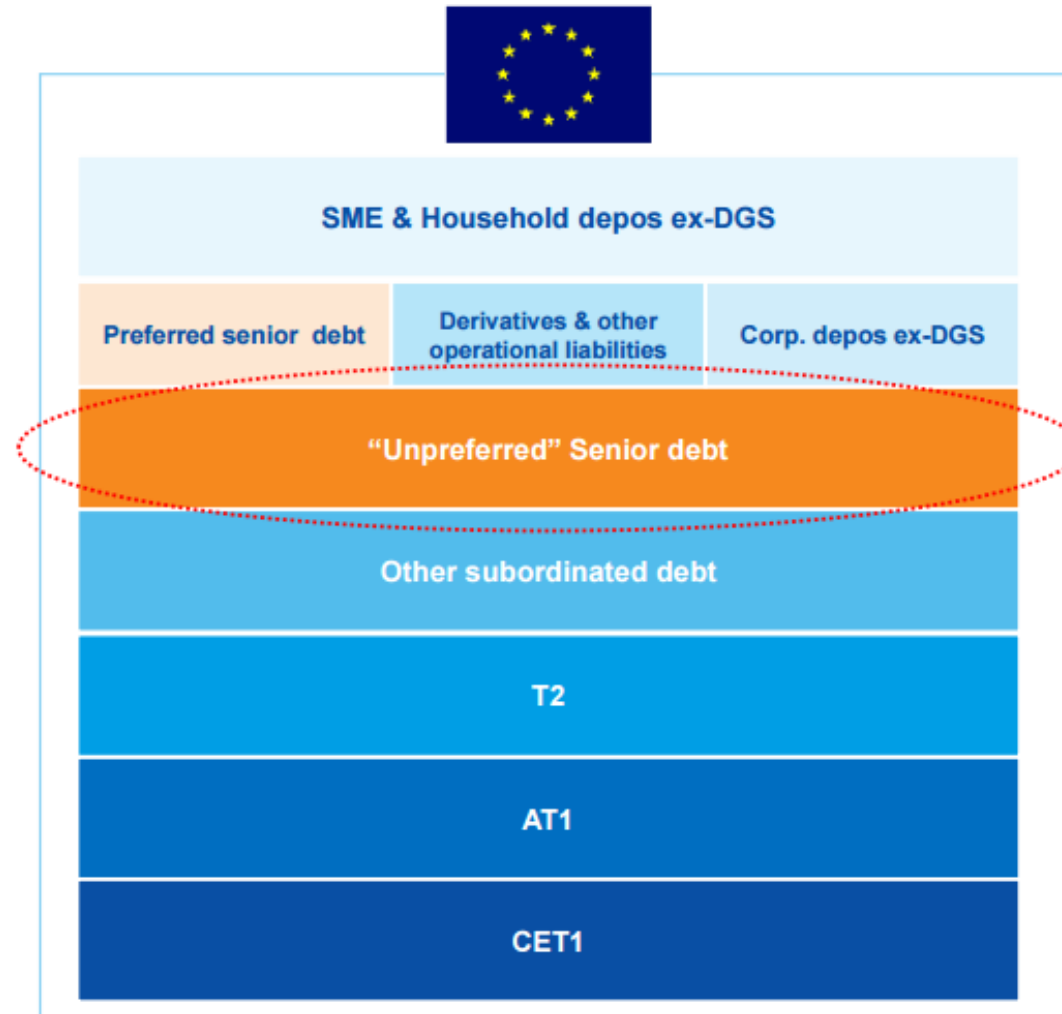 SME & Household depos ex-DGS
Preferred senior debt
Derivatives & other
operational liabilities
Corp. depos ex-DGS
“Unpreferred” Senior debt
Other subordinated debt
T2
AT1
CET1